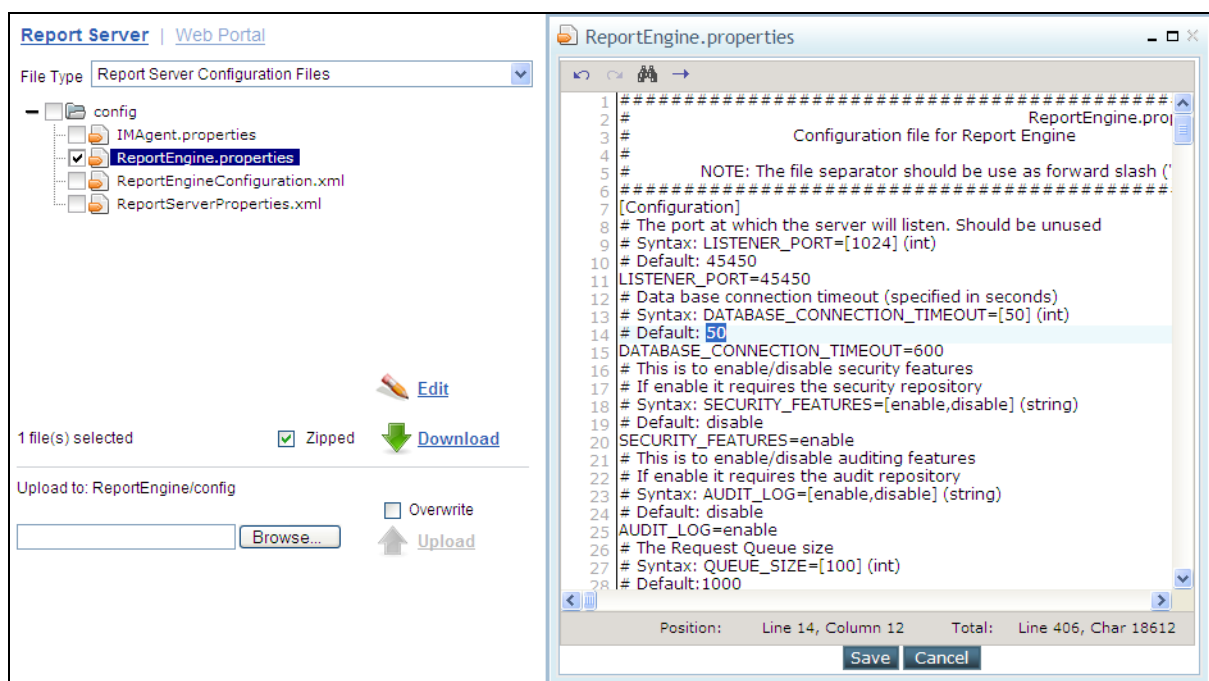 Report Server | Web Portal
File Type Report Server Configuration Files
config
IMAgent.properties
ReportEngine.properties
ReportEngineConfiguration.xml
ReportServerProperties.xml
Edit
1 file(s) selected Zipped Download
Upload to: ReportEngine/config
Overwrite
Browse... Upload
ReportEngine.properties
1 ##########################################
2 # ReportEngine.prop
3 # Configuration file for Report Engine
4 #
5 # NOTE: The file separator should be use as forward slash ('
6 ##########################################
7 [Configuration]
8 # The port at which the server will listen. Should be unused
9 # Syntax: LISTENER_PORT=[1024] (int)
10 # Default: 45450
11 LISTENER_PORT=45450
12 # Data base connection timeout (specified in seconds)
13 # Syntax: DATABASE_CONNECTION_TIMEOUT=[50] (int)
14 # Default: 50
15 DATABASE_CONNECTION_TIMEOUT=600
16 # This is to enable/disable security features
17 # If enable it requires the security repository
18 # Syntax: SECURITY_FEATURES=[enable,disable] (string)
19 # Default: disable
20 SECURITY_FEATURES=enable
21 # This is to enable/disable auditing features
22 # If enable it requires the audit repository
23 # Syntax: AUDIT_LOG=[enable,disable] (string)
24 # Default: disable
25 AUDIT_LOG=enable
26 # The Request Queue size
27 # Syntax: QUEUE_SIZE=[100] (int)
28 # Default:1000
Position: Line 14, Column 12 Total: Line 406, Char 18612
Save Cancel